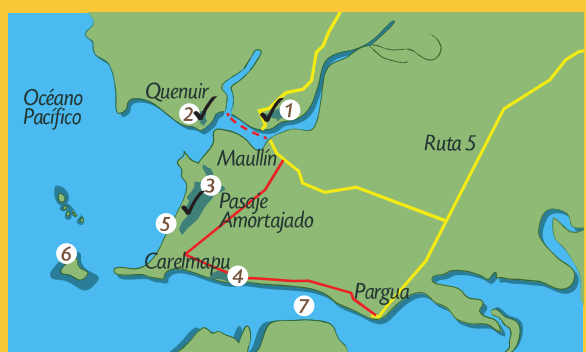 Quenuir
Océano
Pacífico
2
1
Maullín
Ruta 5
3
Pasaje
Amortajado
5
6
Carelmapu
4
7
Pargua